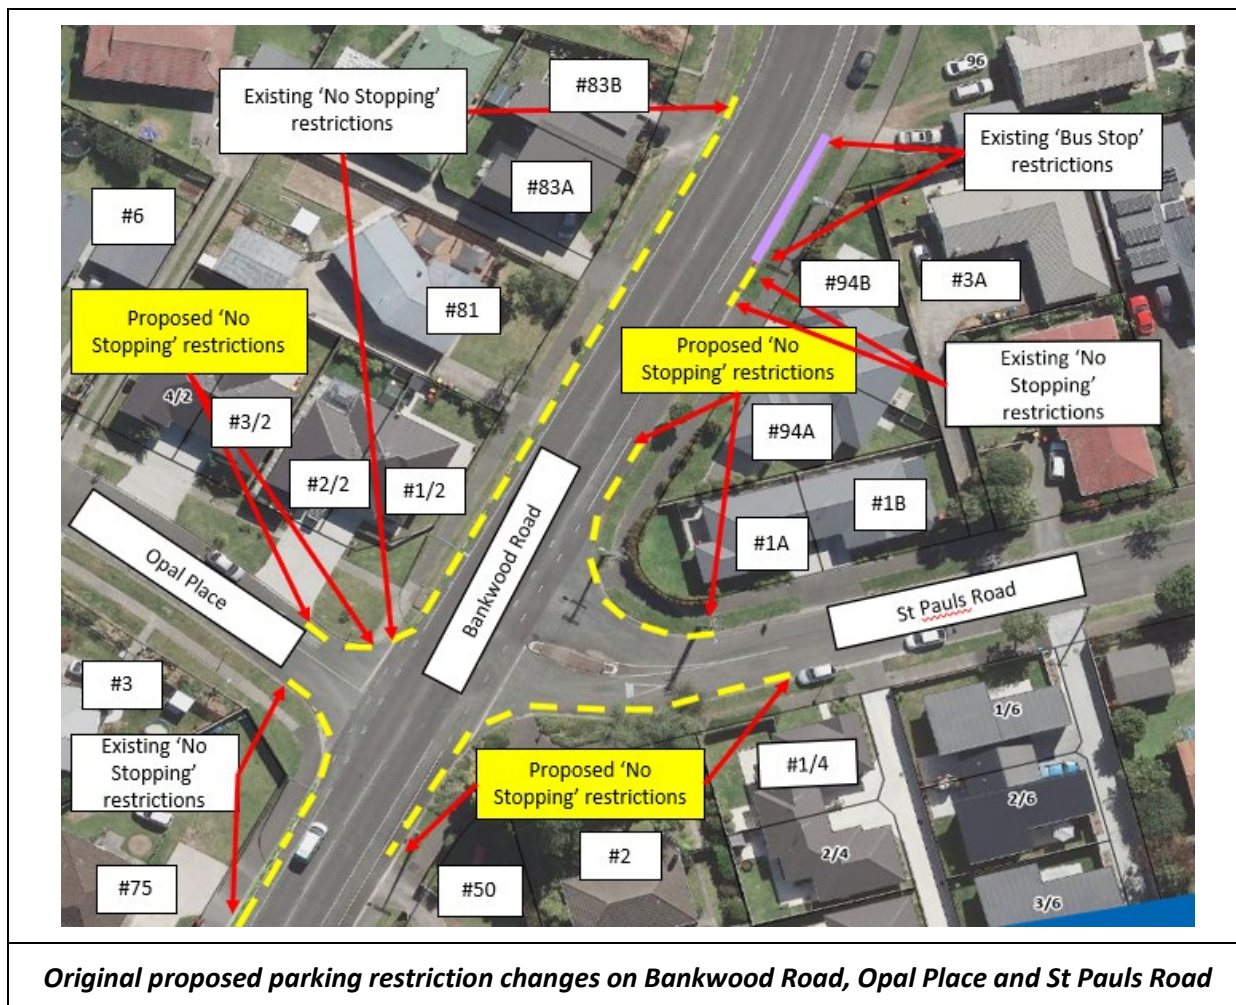 Existing 'No Stopping'
restrictions
#83B
96
Existing 'Bus Stop'
restrictions
#83A
#6
#94B
#3A
#81
Proposed 'No
Stopping' restrictions
Proposed 'No
Stopping' restrictions
Existing 'No
Stopping'
restrictions
4/2
#3/2
#94A
#2/2
#1/2
#1B
#1A
Opal Place
Bankwood Road
St Pauls Road
#3
1/6
Existing 'No
Stopping'
restrictions
Proposed 'No
Stopping' restrictions
#1/4
2/6
#2
2/4
#75
#50
3/6
Original proposed parking restriction changes on Bankwood Road, Opal Place and St Pauls Road